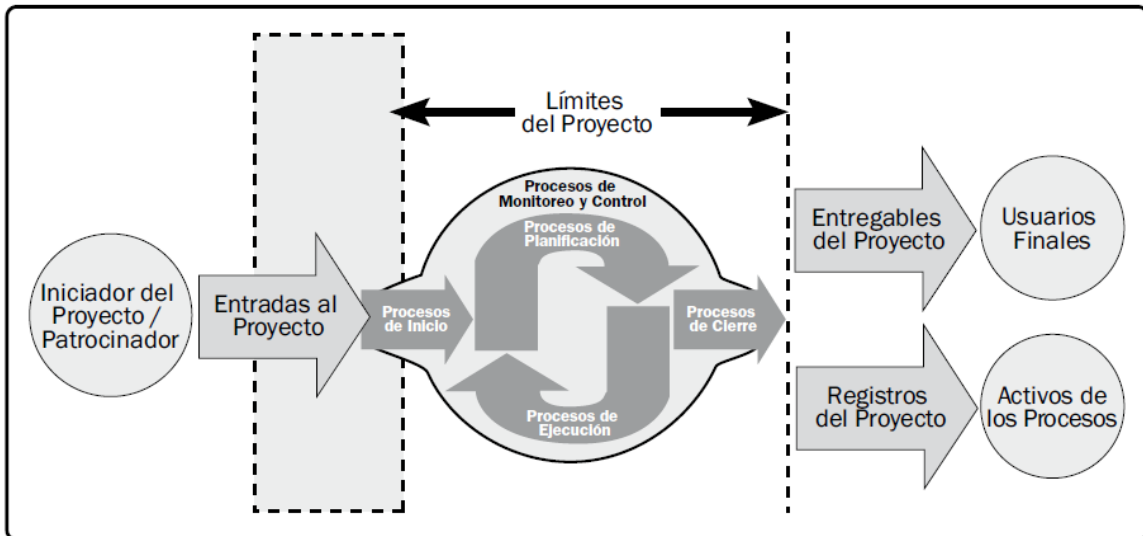 Límites
del Proyecto
Iniciador del
Proyecto /
Patrocinador
Entradas al
Proyecto
Procesos
de Inicio
Procesos de
Monitoreo y Control
Procesos de
Planificación
Procesos de
Ejecución
Procesos
de Cierre
Entregables
del Proyecto
Usuarios
Finales
Registros
del Proyecto
Activos de
los Procesos